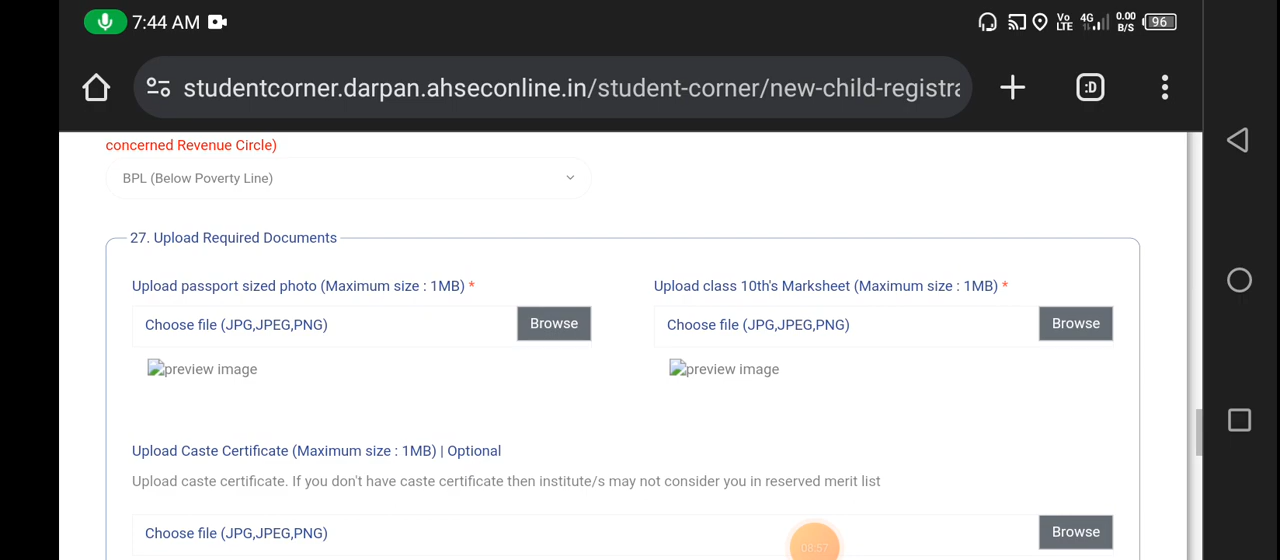 7:44 AM
Vo LTE 4G 0.00 B/S 96
studentcorner.darpan.ahseconline.in/student-corner/new-child-registra
:D
concerned Revenue Circle)
BPL (Below Poverty Line)
27. Upload Required Documents
Upload passport sized photo (Maximum size : 1MB) *
Choose file (JPG,JPEG,PNG) Browse
preview image
Upload class 10th's Marksheet (Maximum size : 1MB) *
Choose file (JPG,JPEG,PNG) Browse
preview image
Upload Caste Certificate (Maximum size : 1MB) | Optional
Upload caste certificate. If you don't have caste certificate then institute/s may not consider you in reserved merit list
Choose file (JPG,JPEG,PNG) Browse
08:57